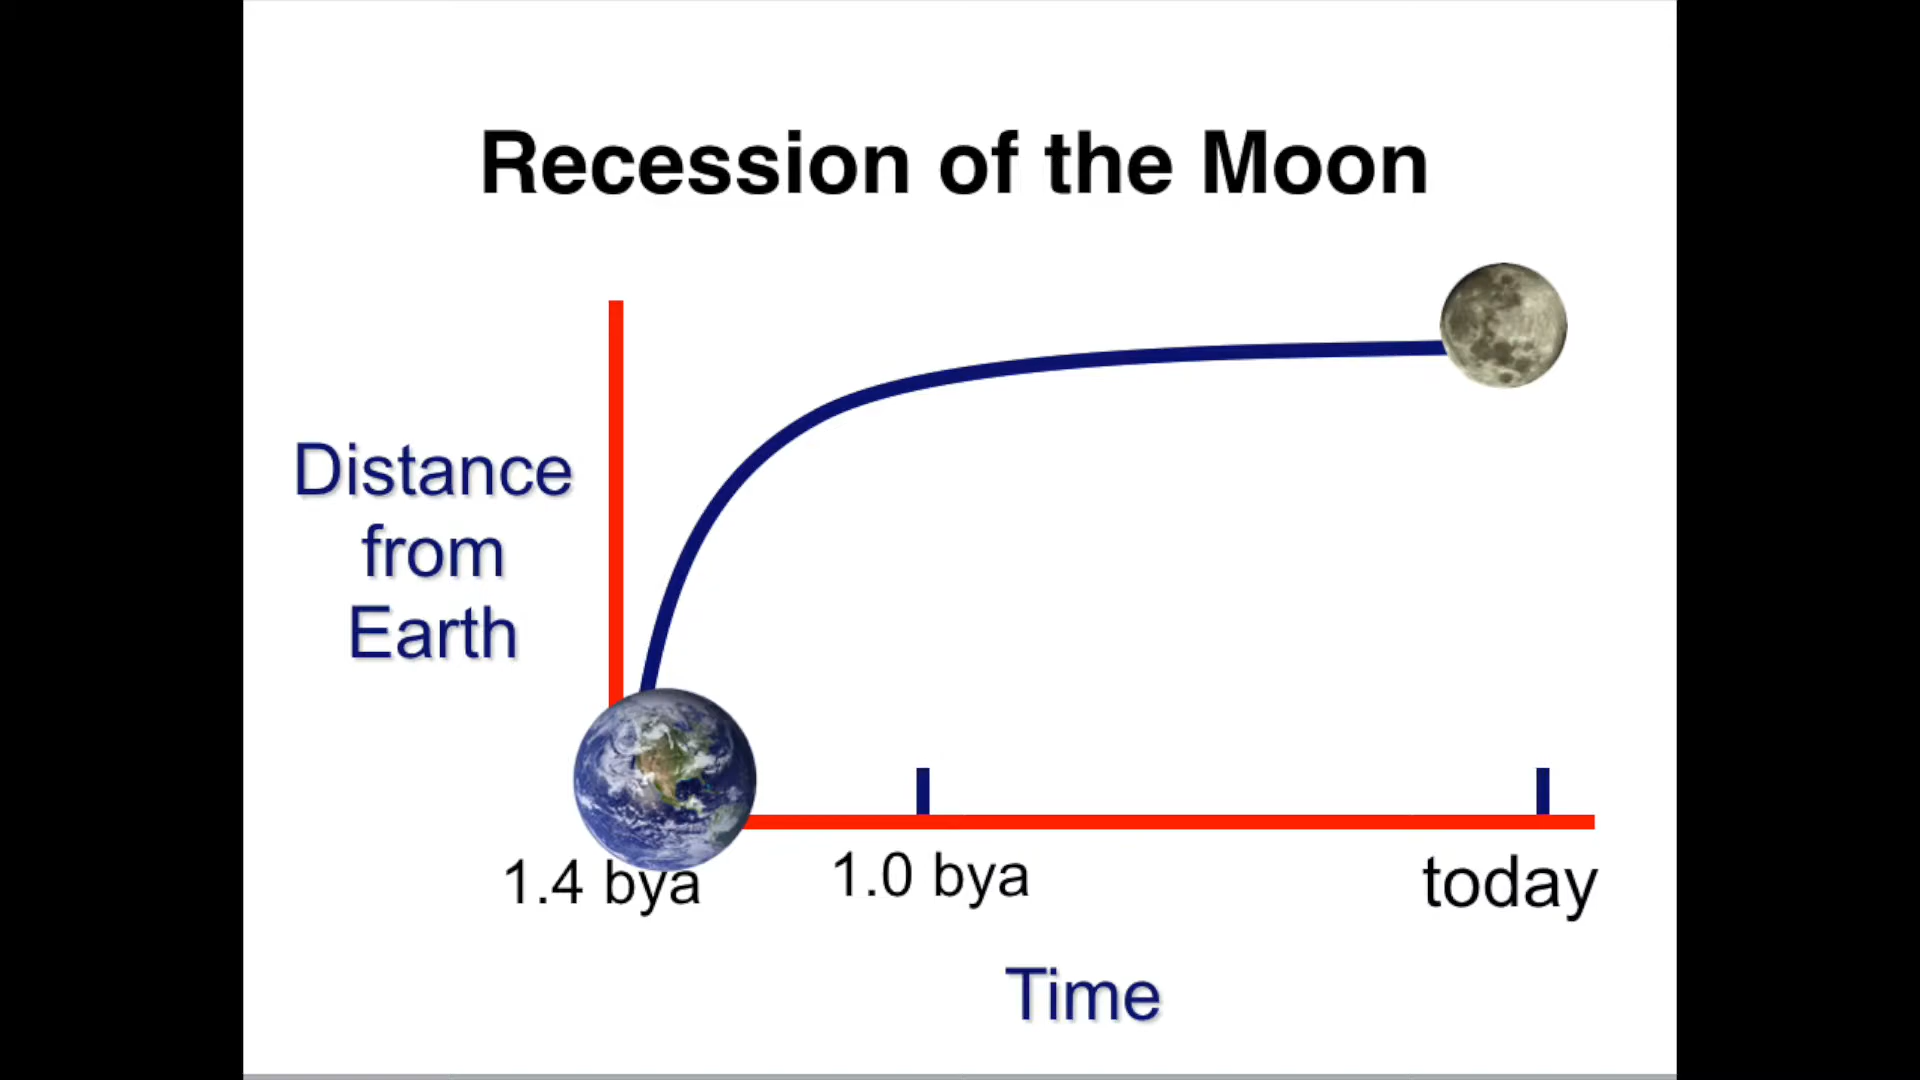 Recession of the Moon
Distance
from
Earth
1.4 bya
1.0 bya
today
Time